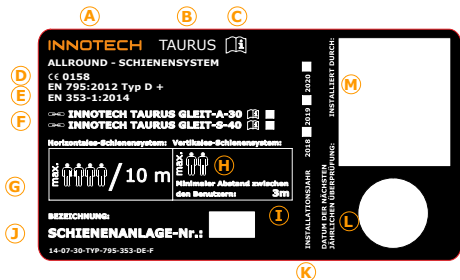 A
B
C
INNOTECH TAURUS
ALLROUND - SCHIENENSYSTEM
D
CE 0158
E
EN 795:2012 Typ D +
EN 353-1:2014
F
INNOTECH TAURUS GLEIT-A-30
INNOTECH TAURUS GLEIT-S-40
Horizontales-Schienensystem: Vertikales-Schienensystem:
G
max. / 10 m
max.
H
Minimaler Abstand zwischen
den Benutzern: 3m
I
BEZEICHNUNG:
J
SCHIENENANLAGE-Nr.:
14-07-30-TYP-795-353-DE-F
INSTALLATIONSJAHR 2018 2019 2020
K
DATUM DER NÄCHSTEN
JÄHRLICHEN ÜBERPRÜFUNG:
L
INSTALLIERT DURCH:
M